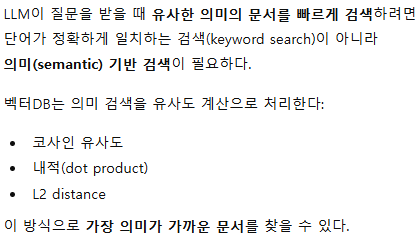 LLM이 질문을 받을 때 유사한 의미의 문서를 빠르게 검색하려면
단어가 정확하게 일치하는 검색(keyword search)이 아니라
의미(semantic) 기반 검색이 필요하다.
벡터DB는 의미 검색을 유사도 계산으로 처리한다:
• 코사인 유사도
• 내적(dot product)
• L2 distance
이 방식으로 가장 의미가 가까운 문서를 찾을 수 있다.